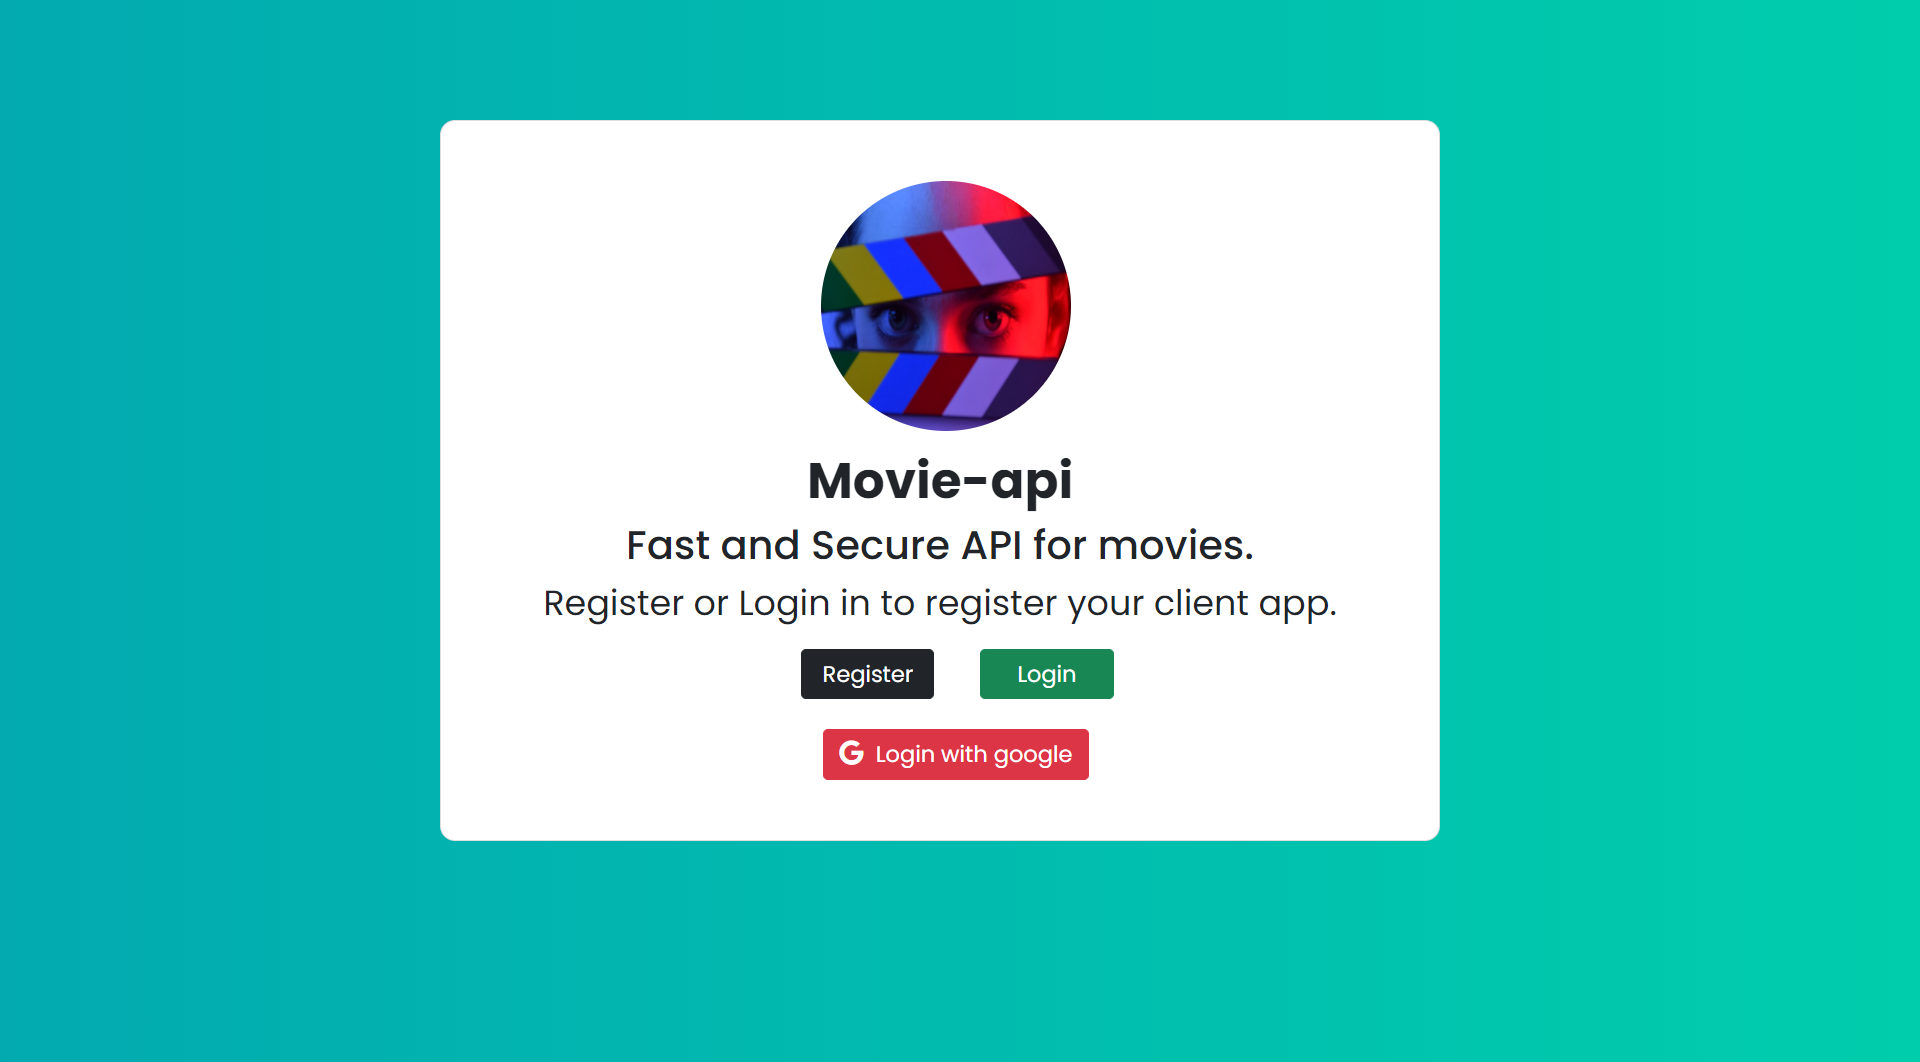 Movie-api
Fast and Secure API for movies.
Register or Login in to register your client app.
Register Login
Login with google